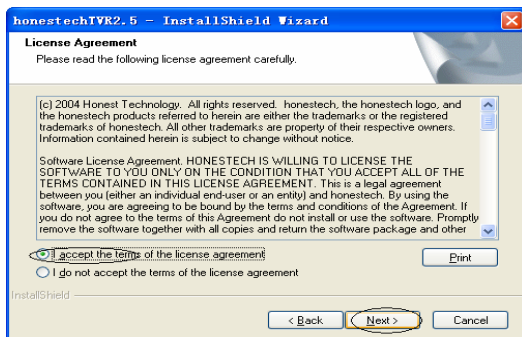 honestechTVR2.5 - InstallShield Wizard
License Agreement
Please read the following license agreement carefully.
(c) 2004 Honest Technology. All rights reserved. honestech, the honestech logo, and
the honestech products referred to herein are either the trademarks or the registered
trademarks of honestech. All other trademarks are property of their respective owners.
Information contained herein is subject to change without notice.
Software License Agreement. HONESTECH IS WILLING TO LICENSE THE
SOFTWARE TO YOU ONLY ON THE CONDITION THAT YOU ACCEPT ALL OF THE
TERMS CONTAINED IN THIS LICENSE AGREEMENT. This is a legal agreement
between you (either an individual end-user or an entity) and honestech. By using the
software, you are agreeing to be bound by the terms and conditions of the Agreement. If
you do not agree to the terms of this Agreement do not install or use the software. Promptly
remove the software together with all copies and return the software package and other
I accept the terms of the license agreement
Print
I do not accept the terms of the license agreement
InstallShield
< Back
Next >
Cancel